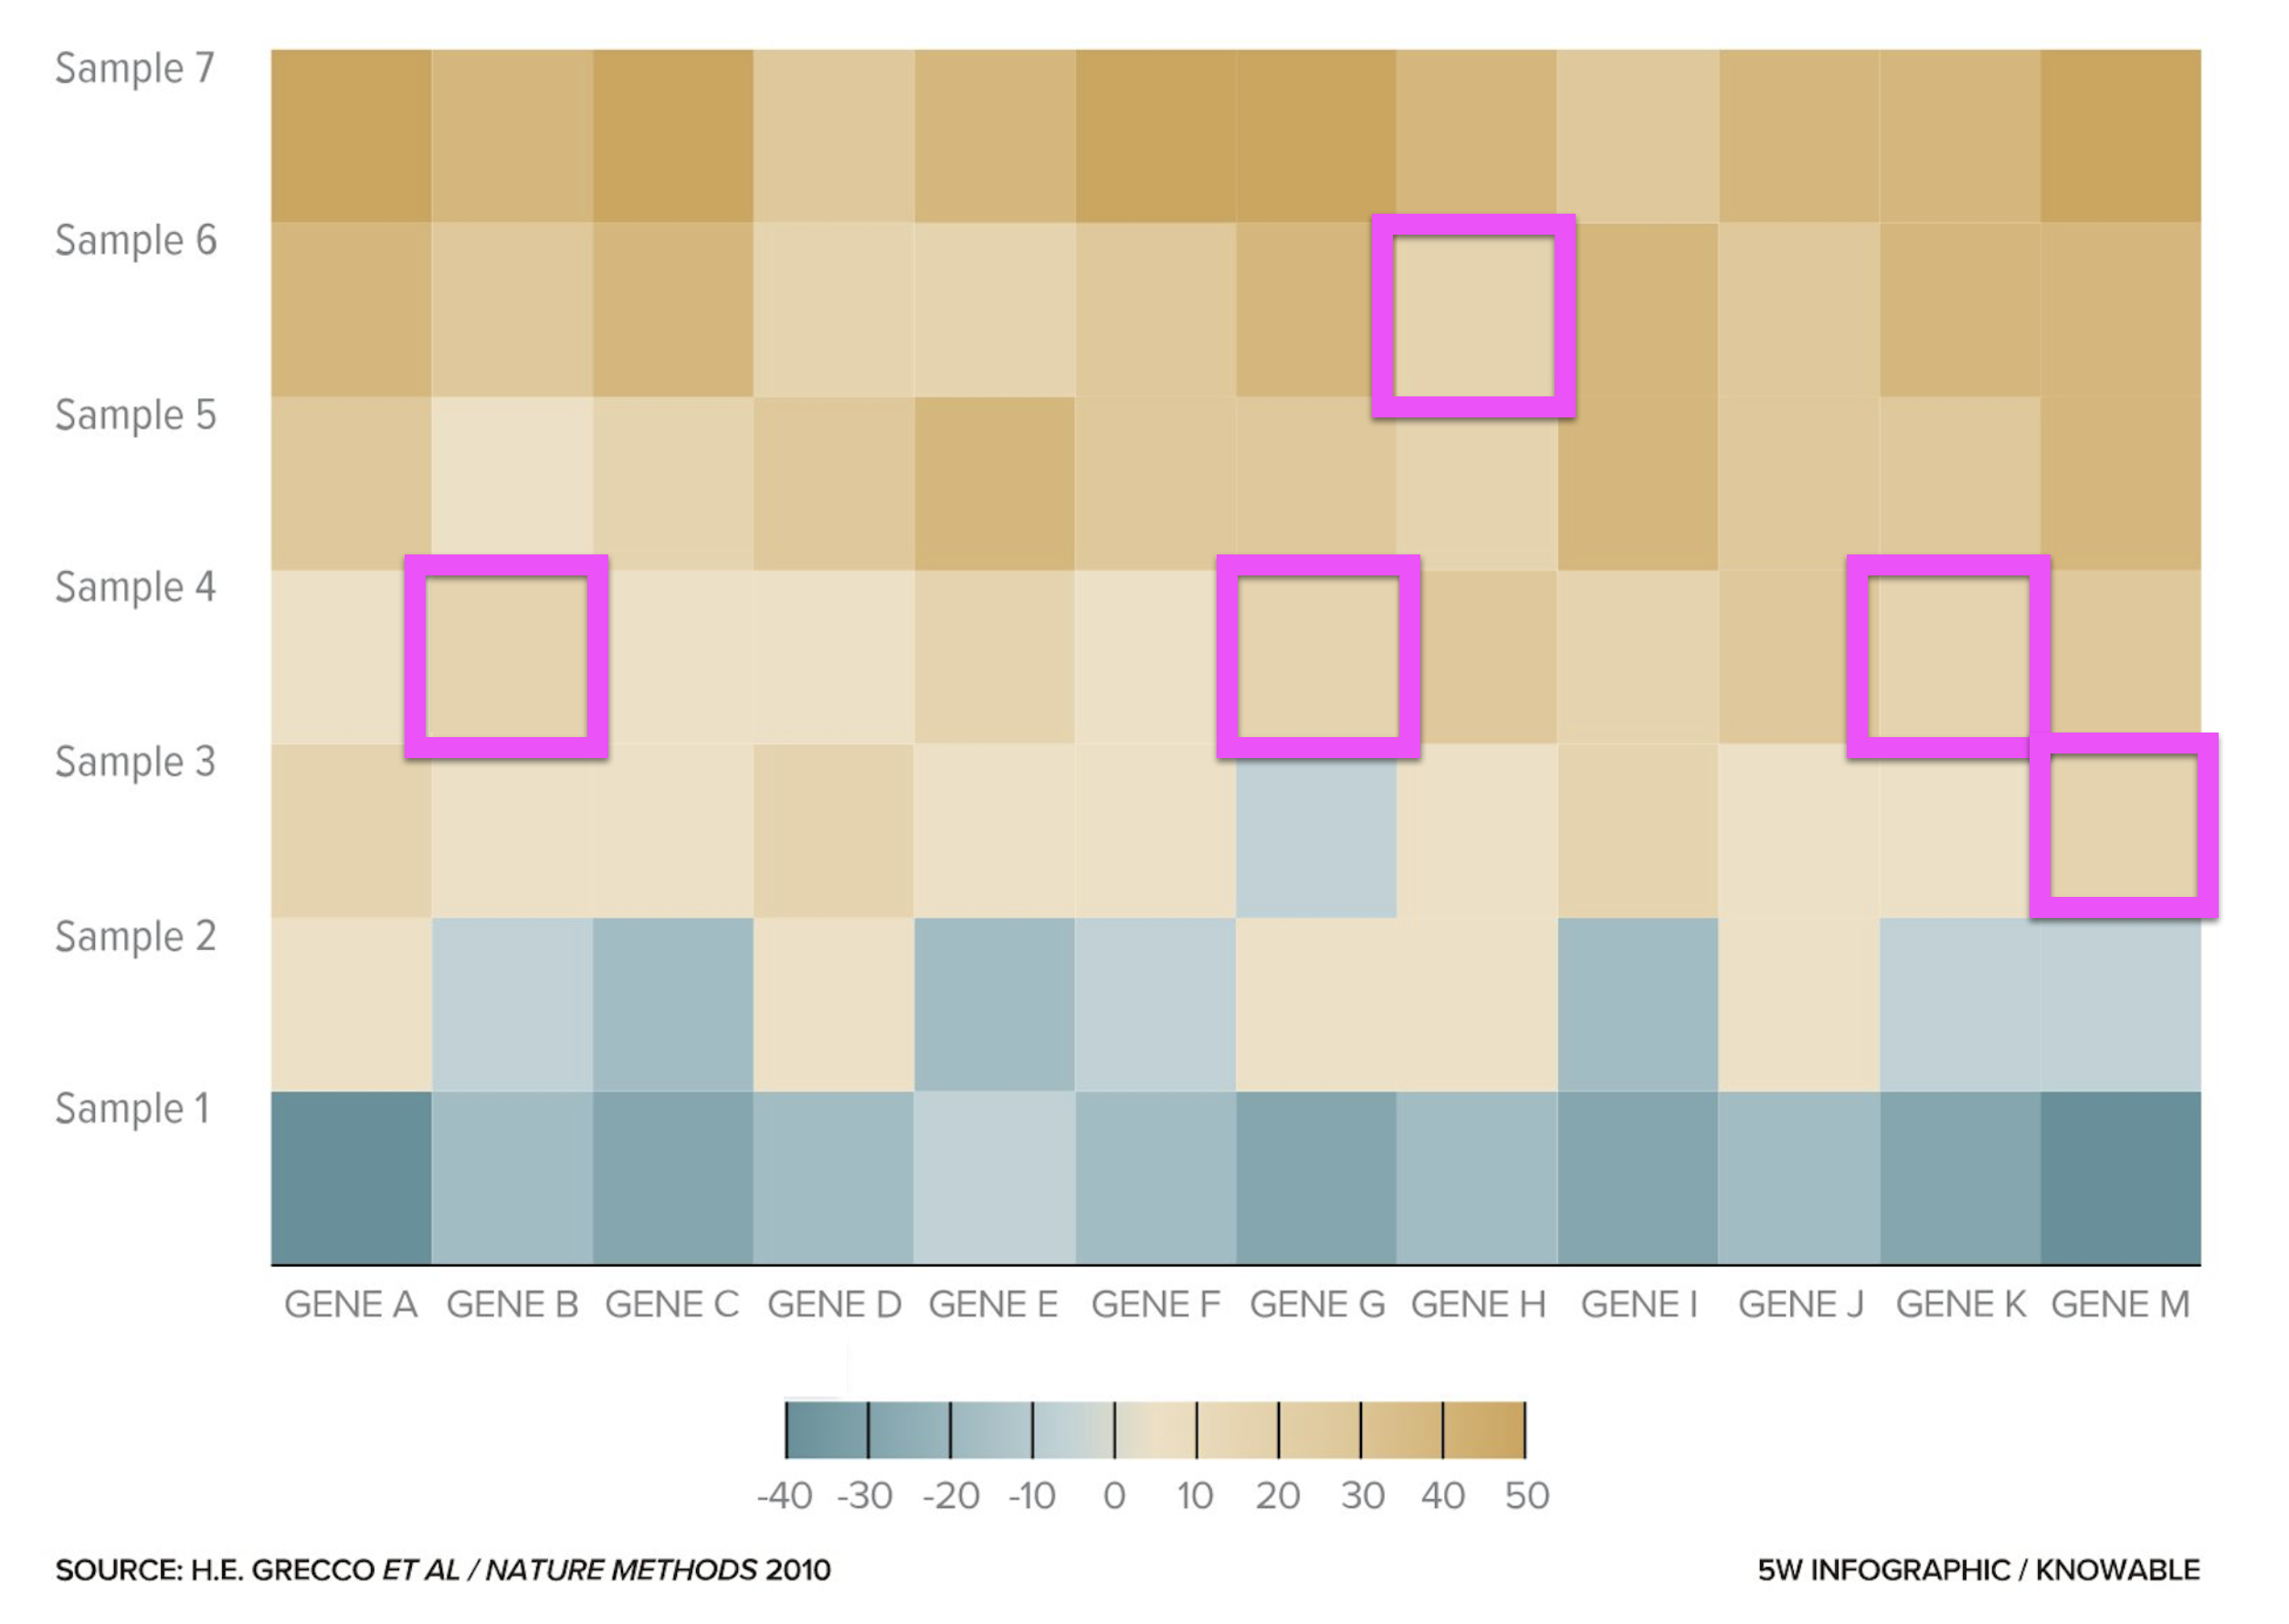 Sample 7
Sample 6
Sample 5
Sample 4
Sample 3
Sample 2
Sample 1
GENE A GENE B GENE C GENE D GENE E GENE F GENE G GENE H GENE I GENE J GENE K GENE M
-40 -30 -20 -10 0 10 20 30 40 50
SOURCE: H.E. GRECCO ET AL / NATURE METHODS 2010
5W INFOGRAPHIC / KNOWABLE